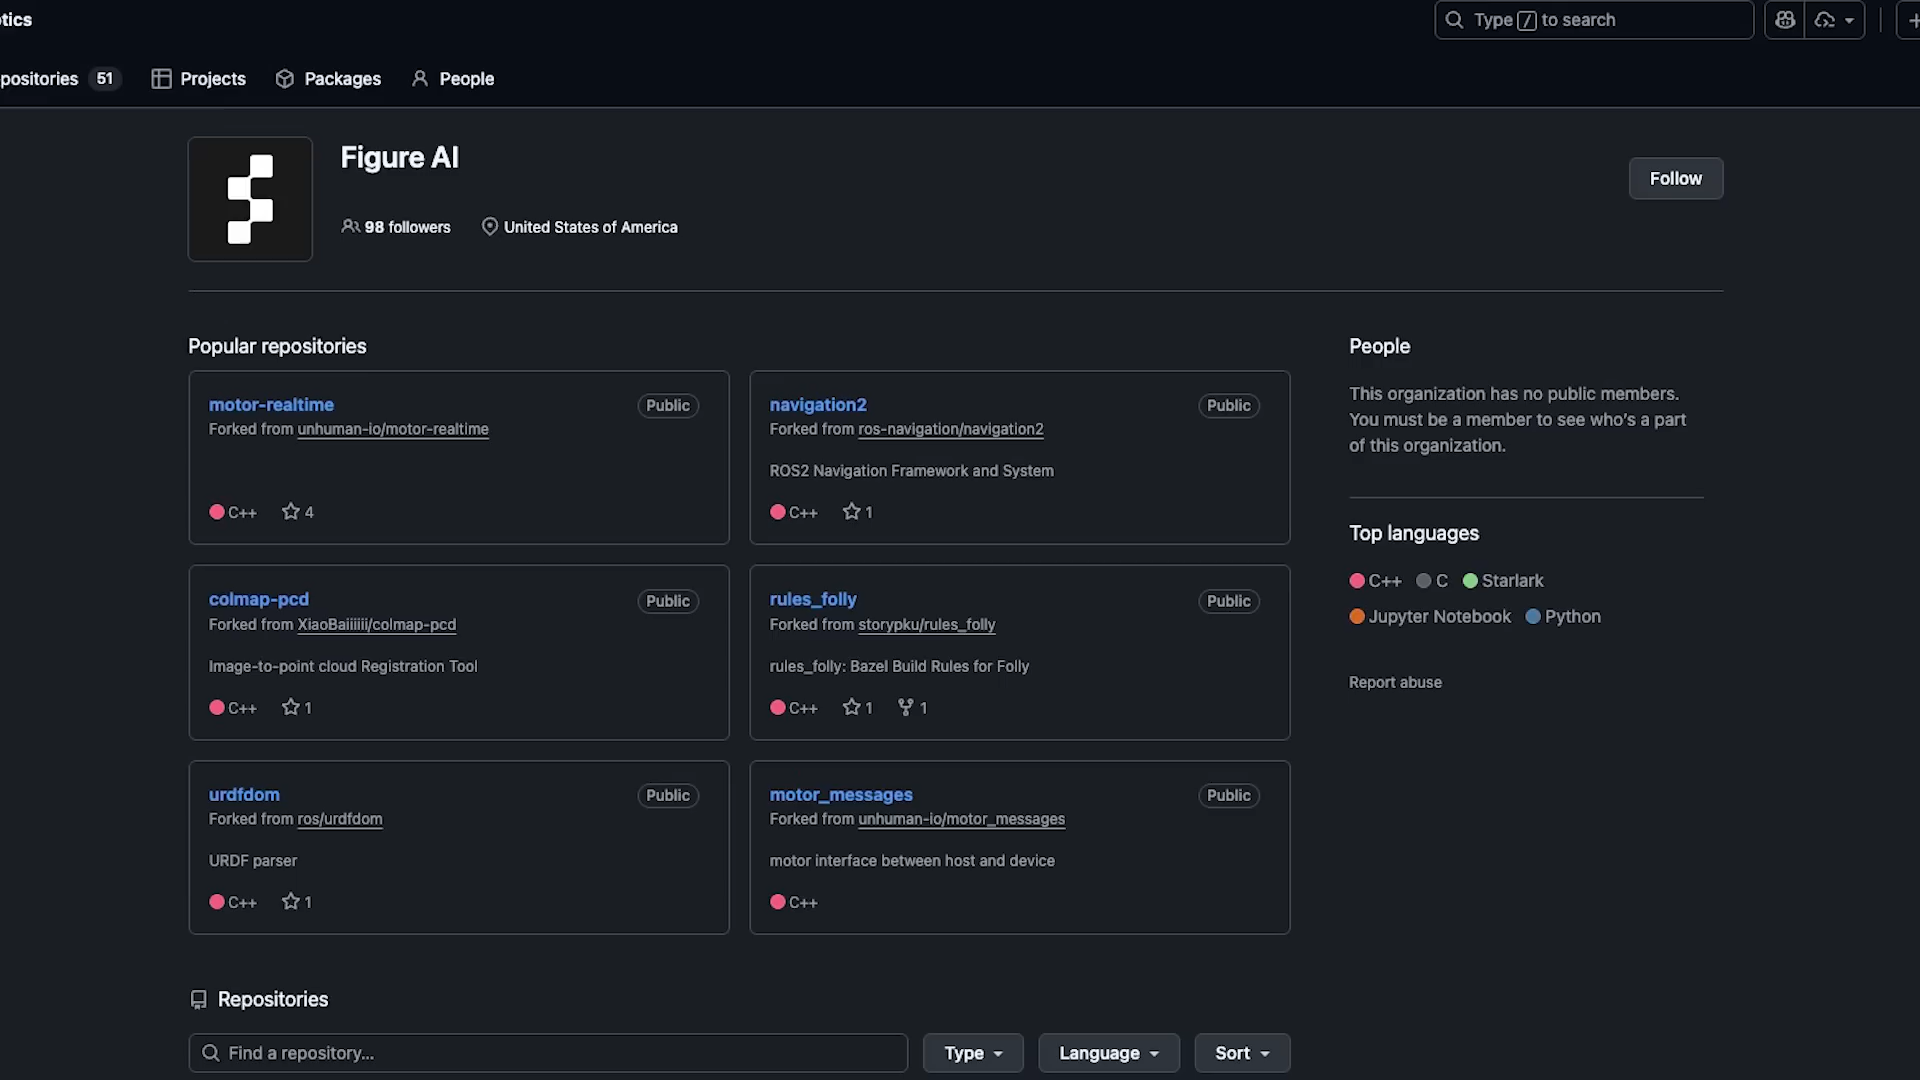 otics
Type / to search
positories 51 Projects Packages People
Figure AI
98 followers United States of America
Follow
Popular repositories
motor-realtime Public
Forked from unhuman-io/motor-realtime
C++ 4
navigation2 Public
Forked from ros-navigation/navigation2
ROS2 Navigation Framework and System
C++ 1
colmap-pcd Public
Forked from XiaoBaiiiiii/colmap-pcd
Image-to-point cloud Registration Tool
C++ 1
rules_folly Public
Forked from storypku/rules_folly
rules_folly: Bazel Build Rules for Folly
C++ 1 1
urdfdom Public
Forked from ros/urdfdom
URDF parser
C++ 1
motor_messages Public
Forked from unhuman-io/motor_messages
motor interface between host and device
C++
People
This organization has no public members.
You must be a member to see who's a part
of this organization.
Top languages
C++ C Starlark
Jupyter Notebook Python
Report abuse
Repositories
Find a repository...
Type Language Sort